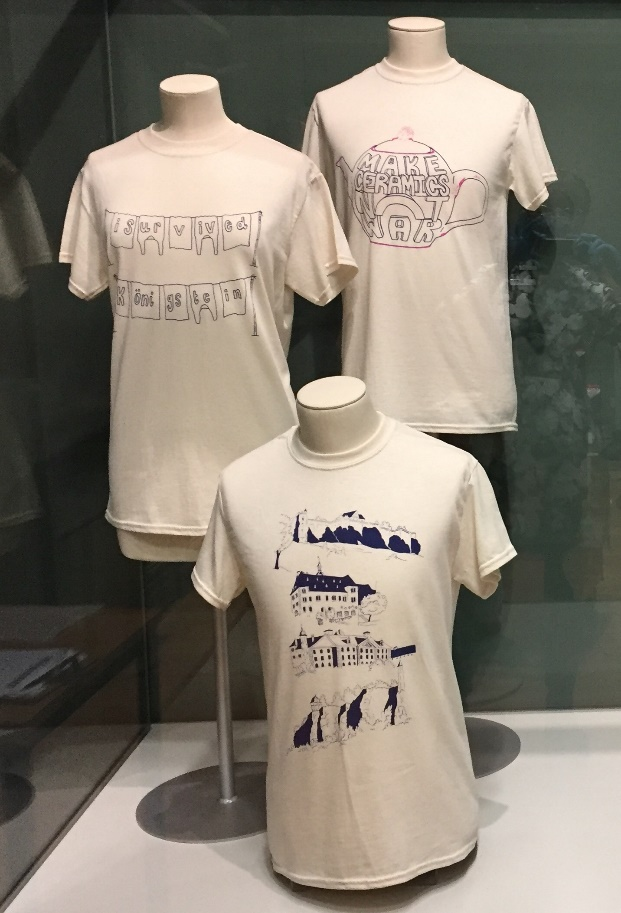 i survived
Königstein
MAKE
CERAMICS
NOT
WAR